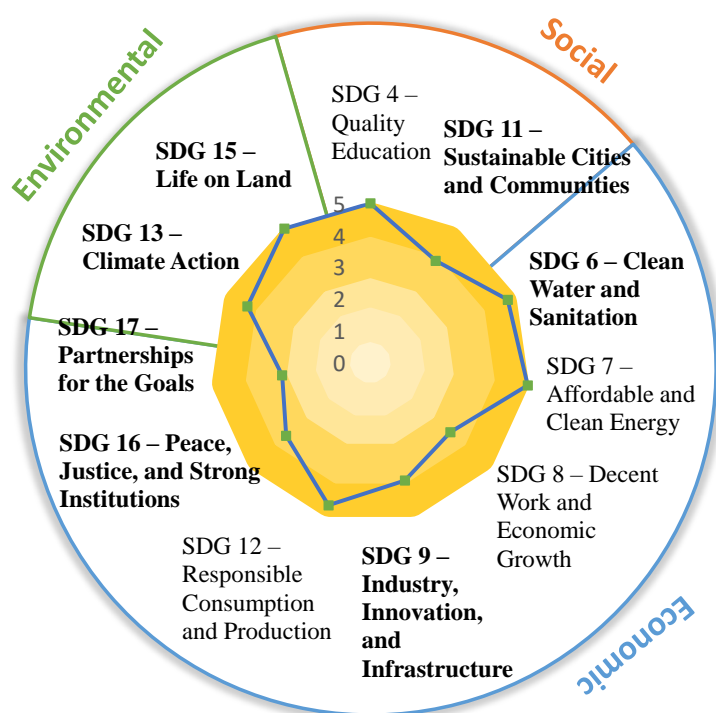 Environmental
Social
SDG 4 –
Quality
Education
SDG 11 –
Sustainable Cities
and Communities
SDG 15 –
Life on Land
SDG 13 –
Climate Action
SDG 6 – Clean
Water and
Sanitation
SDG 17 –
Partnerships
for the Goals
SDG 7 –
Affordable and
Clean Energy
SDG 16 – Peace,
Justice, and Strong
Institutions
SDG 8 – Decent
Work and
Economic
Growth
SDG 12 –
Responsible
Consumption
and Production
SDG 9 –
Industry,
Innovation,
and
Infrastructure
Economic
5
4
3
2
1
0